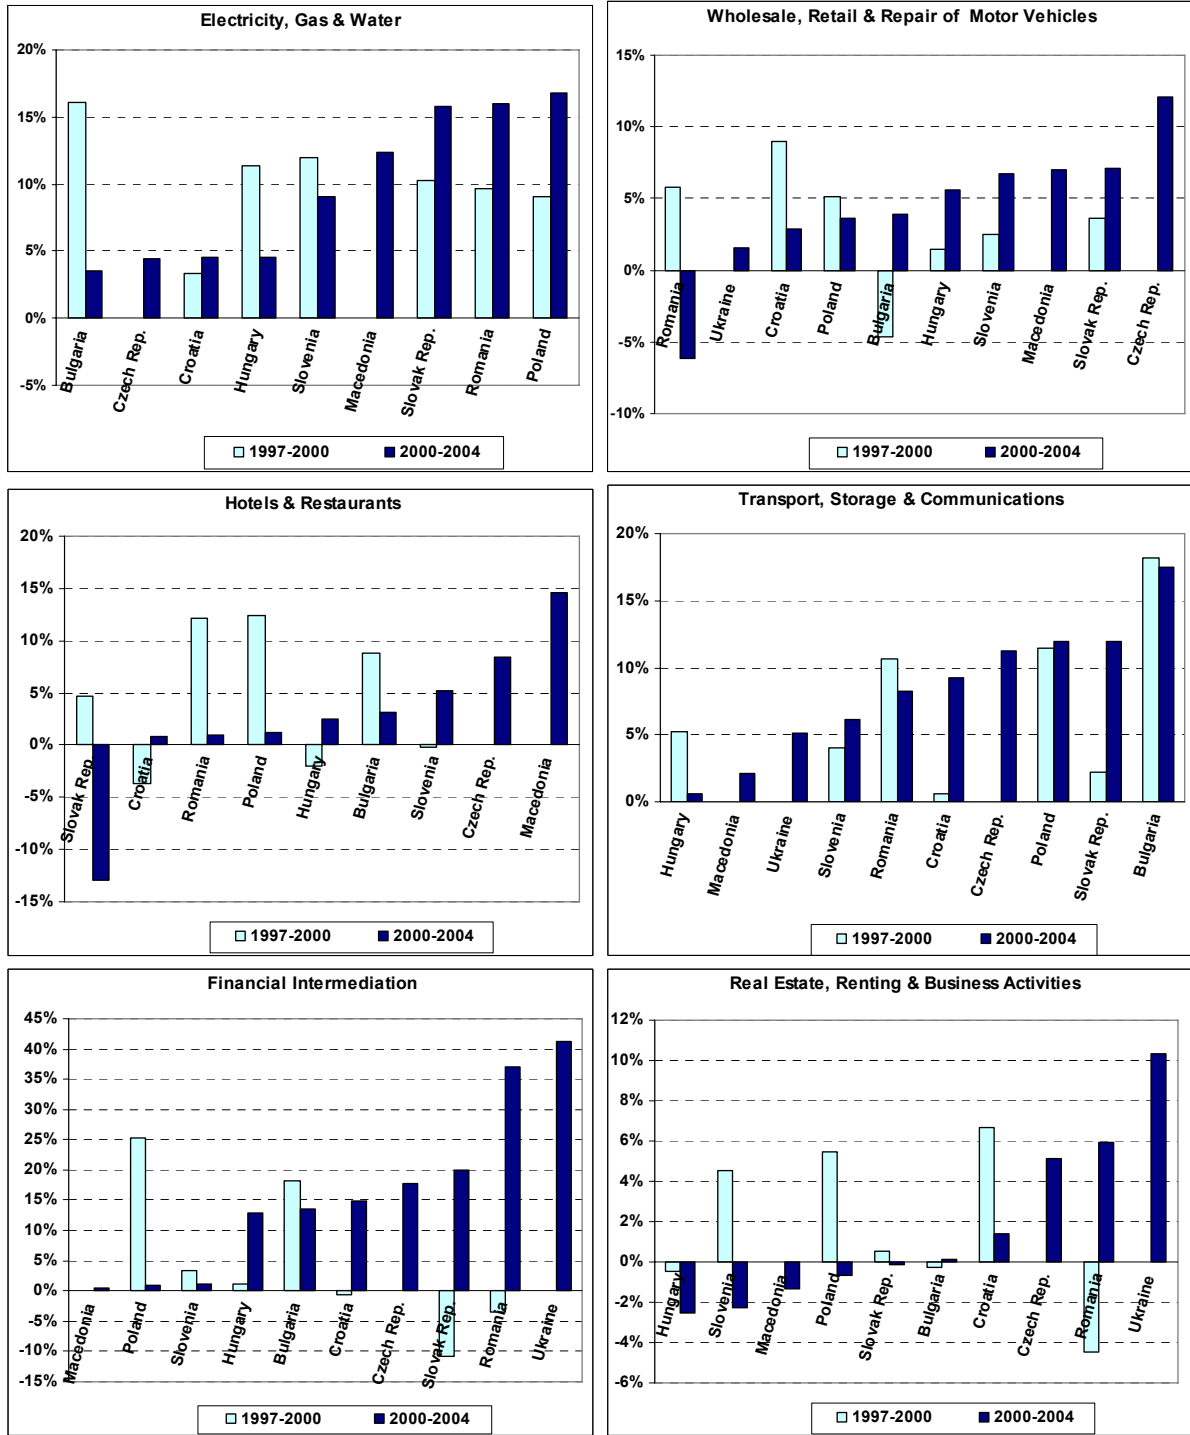 Electricity, Gas & Water
20%
15%
10%
5%
0%
-5%
Bulgaria
Czech Rep.
Croatia
Hungary
Slovenia
Macedonia
Slovak Rep.
Romania
Poland
1997-2000 2000-2004
Wholesale, Retail & Repair of Motor Vehicles
15%
10%
5%
0%
-5%
-10%
Romania
Ukraine
Croatia
Poland
Bulgaria
Hungary
Slovenia
Macedonia
Slovak Rep.
Czech Rep.
1997-2000 2000-2004
Hotels & Restaurants
20%
15%
10%
5%
0%
-5%
-10%
-15%
Slovak Rep.
Croatia
Romania
Poland
Hungary
Bulgaria
Slovenia
Czech Rep.
Macedonia
1997-2000 2000-2004
Transport, Storage & Communications
20%
15%
10%
5%
0%
Hungary
Macedonia
Ukraine
Slovenia
Romania
Croatia
Czech Rep.
Poland
Slovak Rep.
Bulgaria
1997-2000 2000-2004
Financial Intermediation
45%
40%
35%
30%
25%
20%
15%
10%
5%
0%
-5%
-10%
-15%
Macedonia
Poland
Slovenia
Hungary
Bulgaria
Croatia
Czech Rep.
Slovak Rep.
Romania
Ukraine
1997-2000 2000-2004
Real Estate, Renting & Business Activities
12%
10%
8%
6%
4%
2%
0%
-2%
-4%
-6%
Hungary
Slovenia
Macedonia
Poland
Slovak Rep.
Bulgaria
Croatia
Czech Rep.
Romania
Ukraine
1997-2000 2000-2004